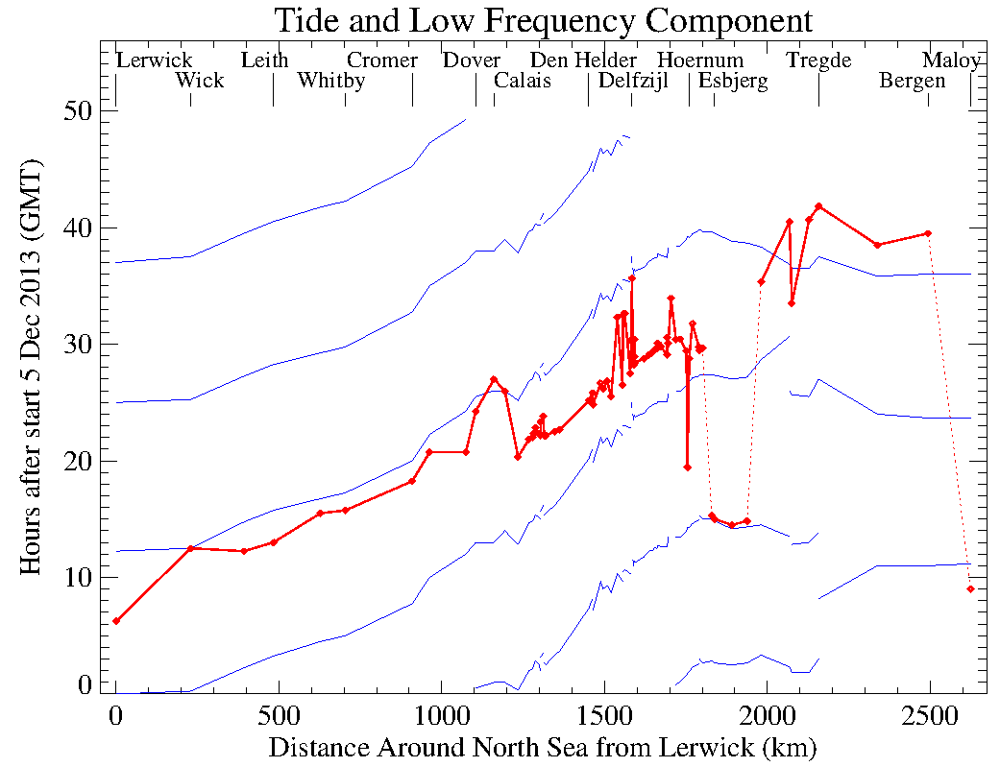 Tide and Low Frequency Component
Lerwick Leith Cromer Dover Den Helder Hoernum Tregde Maloy
Wick Whitby Calais Delfzijl Esbjerg Bergen
50
40
30
20
10
0
Hours after start 5 Dec 2013 (GMT)
0 500 1000 1500 2000 2500
Distance Around North Sea from Lerwick (km)